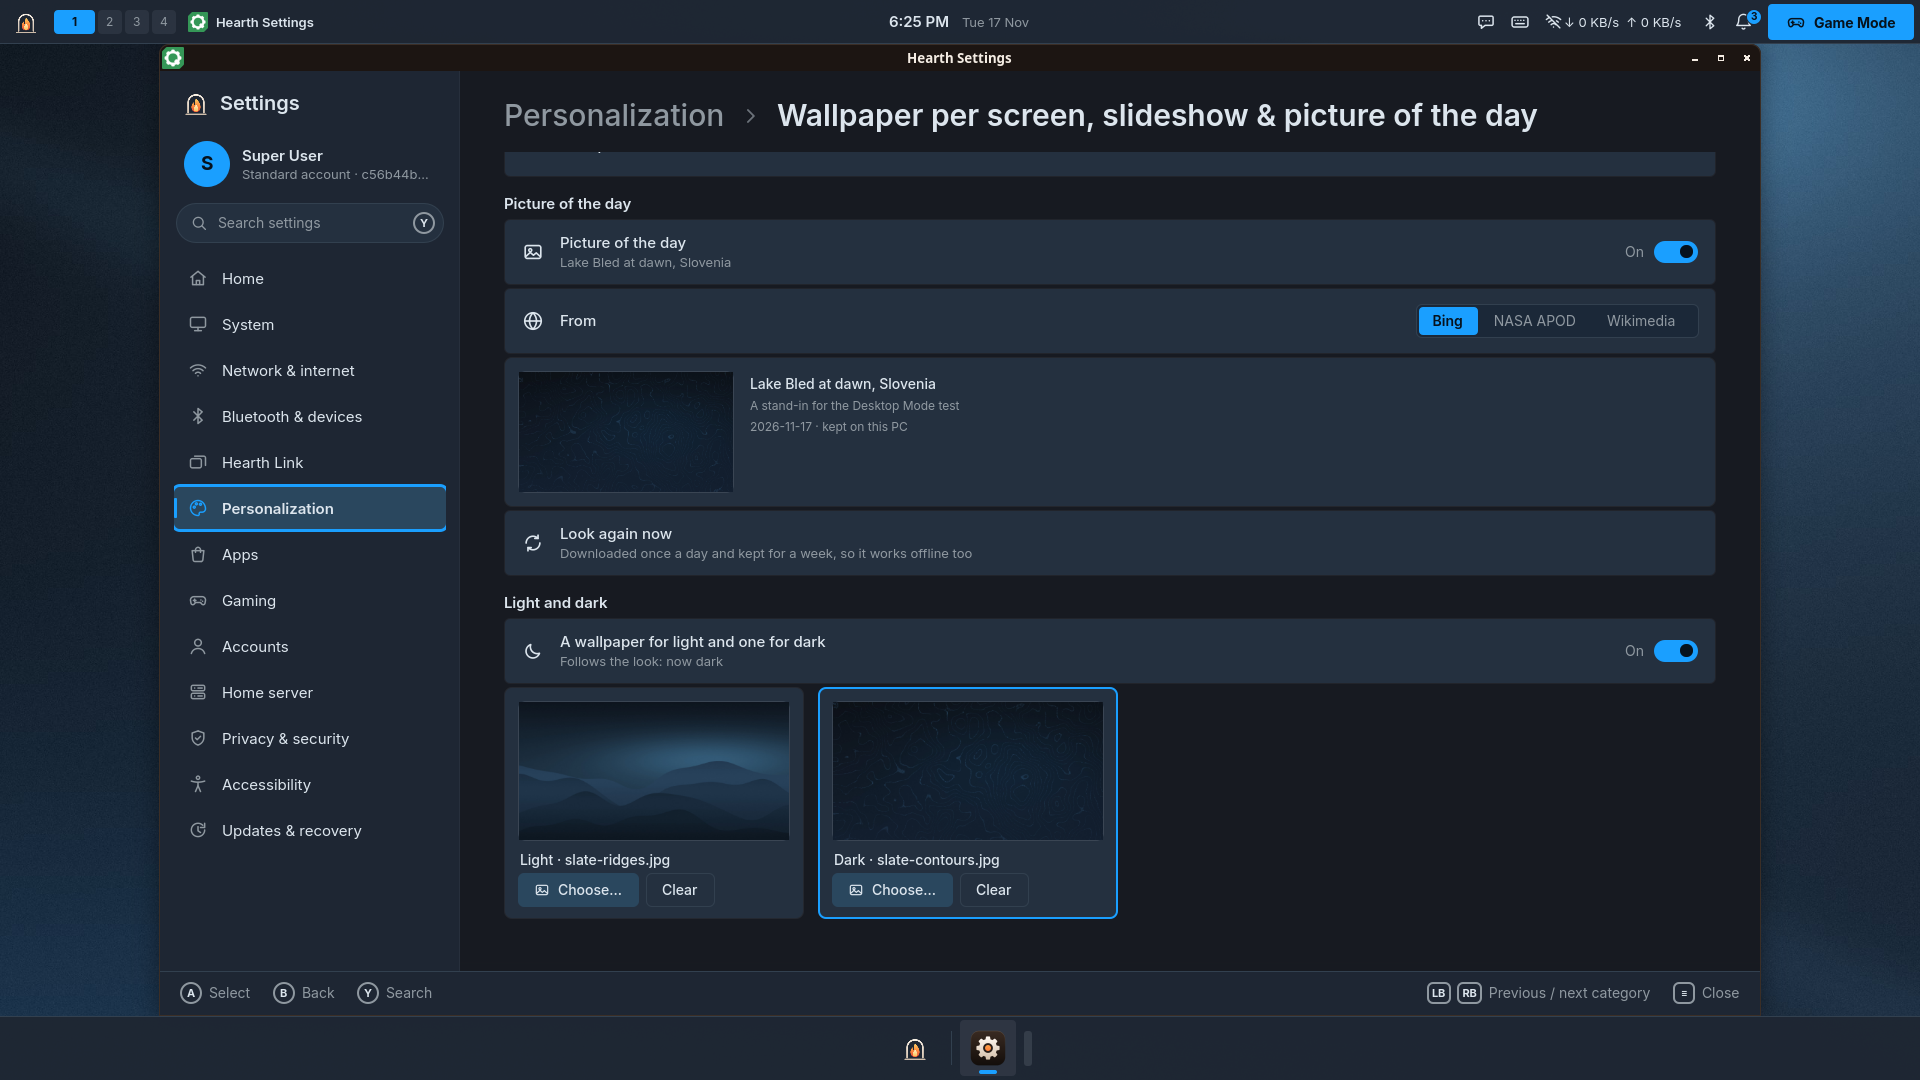 1 2 3 4 Hearth Settings
6:25 PM Tue 17 Nov
↓ 0 KB/s ↑ 0 KB/s
3
Game Mode
Hearth Settings
Settings
S
Super User
Standard account · c56b44b...
Search settings Y
Home
System
Network & internet
Bluetooth & devices
Hearth Link
Personalization
Apps
Gaming
Accounts
Home server
Privacy & security
Accessibility
Updates & recovery
Personalization > Wallpaper per screen, slideshow & picture of the day
Picture of the day
Picture of the day
Lake Bled at dawn, Slovenia
On
From
Bing NASA APOD Wikimedia
Lake Bled at dawn, Slovenia
A stand-in for the Desktop Mode test
2026-11-17 · kept on this PC
Look again now
Downloaded once a day and kept for a week, so it works offline too
Light and dark
A wallpaper for light and one for dark
Follows the look: now dark
On
Light · slate-ridges.jpg
Choose... Clear
Dark · slate-contours.jpg
Choose... Clear
A Select B Back Y Search
LB RB Previous / next category ≡ Close